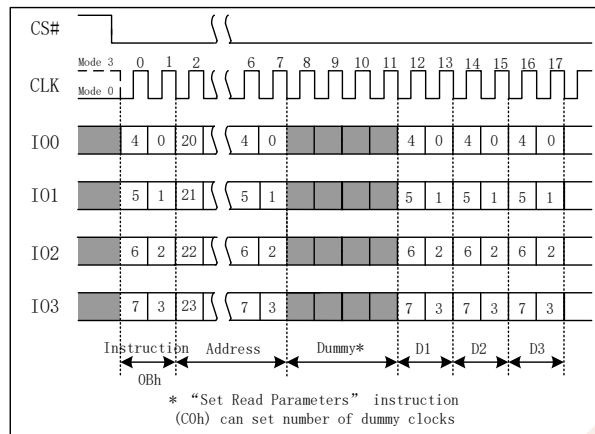 CS#
Mode 3 0 1 2 6 7 8 9 10 11 12 13 14 15 16 17
CLK
Mode 0
IO0 4 0 20 4 0 4 0 4 0 4 0
IO1 5 1 21 5 1 5 1 5 1 5 1
IO2 6 2 22 6 2 6 2 6 2 6 2
IO3 7 3 23 7 3 7 3 7 3 7 3
Instruction Address Dummy* D1 D2 D3
0Bh
* “Set Read Parameters” instruction
(C0h) can set number of dummy clocks